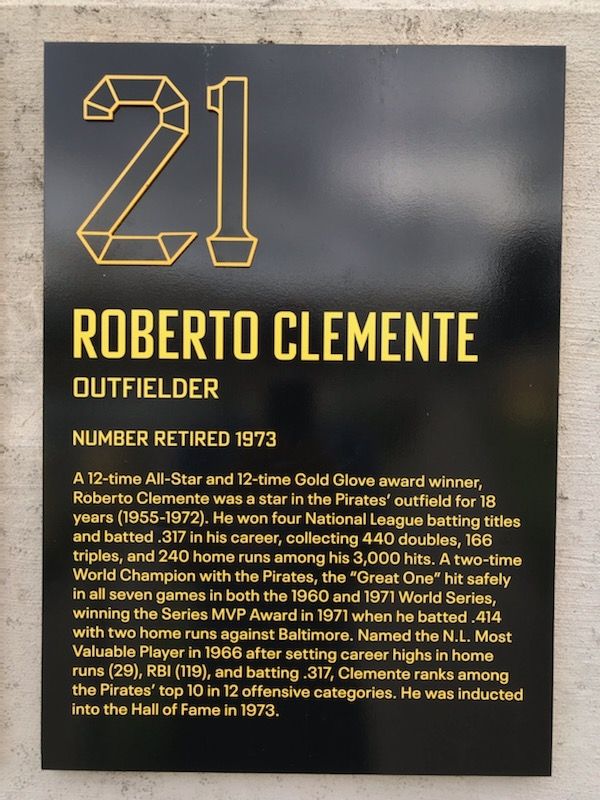 21
ROBERTO CLEMENTE
OUTFIELDER
NUMBER RETIRED 1973
A 12-time All-Star and 12-time Gold Glove award winner,
Roberto Clemente was a star in the Pirates' outfield for 18
years (1955-1972). He won four National League batting titles
and batted .317 in his career, collecting 440 doubles, 166
triples, and 240 home runs among his 3,000 hits. A two-time
World Champion with the Pirates, the "Great One" hit safely
in all seven games in both the 1960 and 1971 World Series,
winning the Series MVP Award in 1971 when he batted .414
with two home runs against Baltimore. Named the N.L. Most
Valuable Player in 1966 after setting career highs in home
runs (29), RBI (119), and batting .317, Clemente ranks among
the Pirates' top 10 in 12 offensive categories. He was inducted
into the Hall of Fame in 1973.